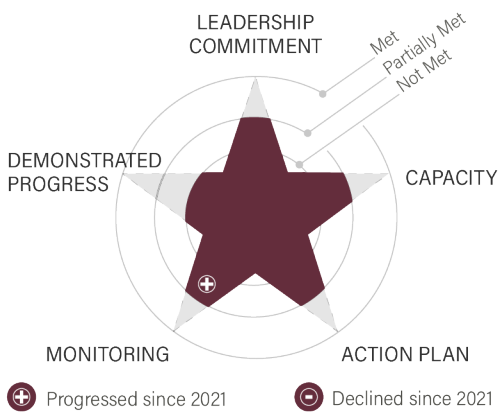 LEADERSHIP
COMMITMENT
Met
Partially Met
Not Met
DEMONSTRATED
PROGRESS
CAPACITY
MONITORING
ACTION PLAN
Progressed since 2021
Declined since 2021